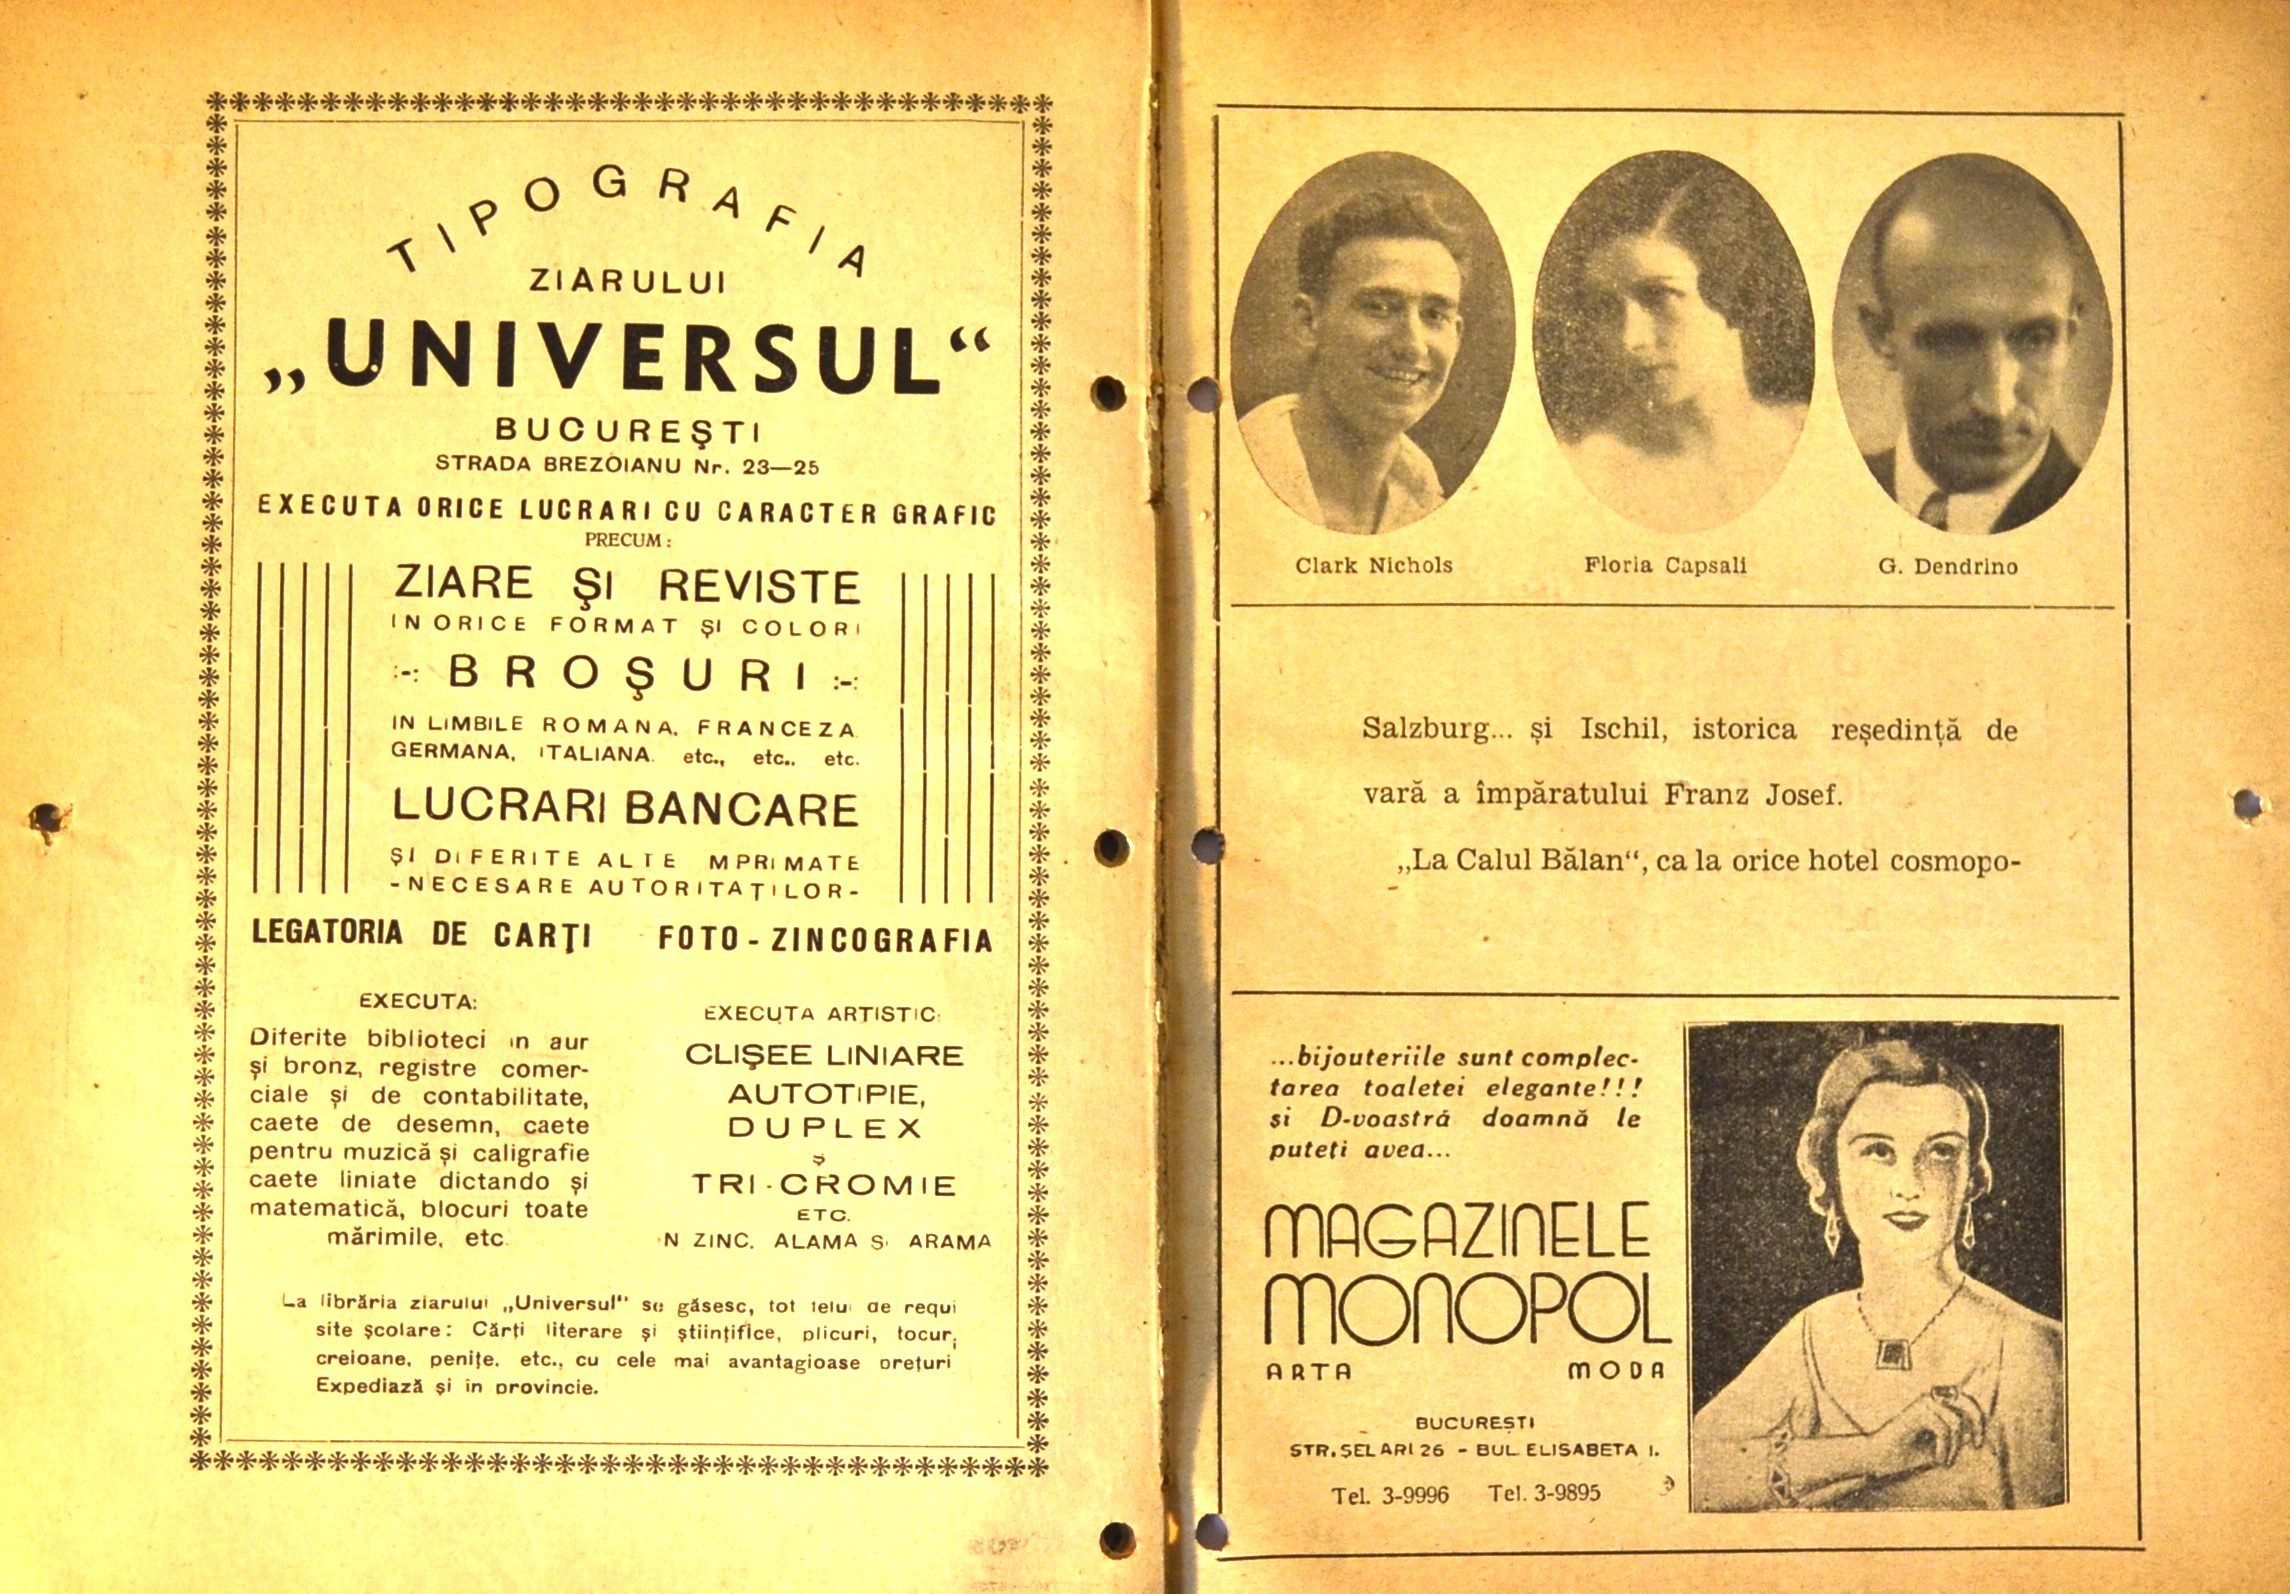 TIPOGRAFIA
ZIARULUI
„UNIVERSUL“
BUCUREŞTI
STRADA BREZOIANU Nr. 23—25
EXECUTA ORICE LUCRARI CU CARACTER GRAFIC
PRECUM :
ZIARE ŞI REVISTE
IN ORICE FORMAT ŞI COLORI
:-: BROŞURI :-:
IN LIMBILE ROMANA, FRANCEZA
GERMANA, ITALIANA. etc., etc., etc.
LUCRARI BANCARE
ŞI DIFERITE ALTE MPRIMATE
-NECESARE AUTORITAŢILOR-
LEGATORIA DE CARŢI
EXECUTA:
Diferite biblioteci in aur
şi bronz, registre comer-
ciale şi de contabilitate,
caete de desemn, caete
pentru muzică şi caligrafie
caete liniate dictando şi
matematică, blocuri toate
mărimile, etc.
FOTO - ZINCOGRAFIA
EXECUTA ARTISTIC:
CLIŞEE LINIARE
AUTOTIPIE,
DUPLEX
Ş
TRI-CROMIE
ETC.
N ZINC, ALAMA SI ARAMA
La librăria ziarului „Universul“ se găsesc, tot felul de requi
site şcolare: Cărţi literare şi ştiinţifice, plicuri, tocur,
creioane, peniţe, etc., cu cele mai avantagioase preţuri
Expediază şi in provincie.
Clark Nichols Floria Capsali G. Dendrino
Salzburg... şi Ischil, istorica reşedinţă de
vară a împăratului Franz Josef.
„La Calul Bălan“, ca la orice hotel cosmopo-
...bijouteriile sunt complec-
tarea toaletei elegante!!!
şi D-voastră doamnă le
puteţi avea...
MAGAZINELE
MONOPOL
ARTA MODA
BUCUREŞTI
STR. ŞELARI 26 - BUL ELISABETA I.
Tel. 3-9996 Tel. 3-9895